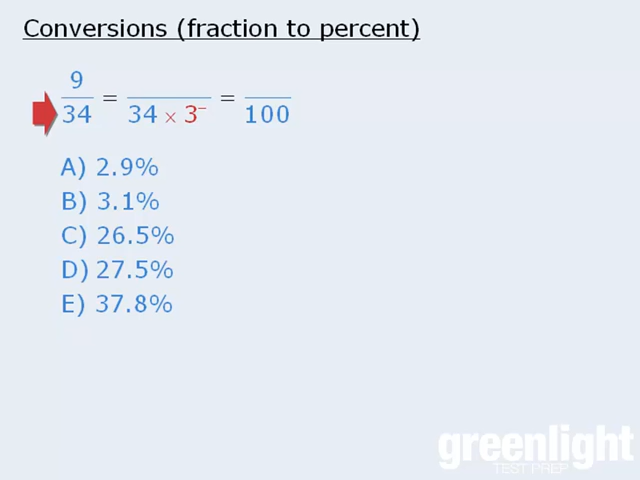 Conversions (fraction to percent)
9/34 = /34 × 3⁻ = /100
A) 2.9%
B) 3.1%
C) 26.5%
D) 27.5%
E) 37.8%
greenlight
TEST PREP